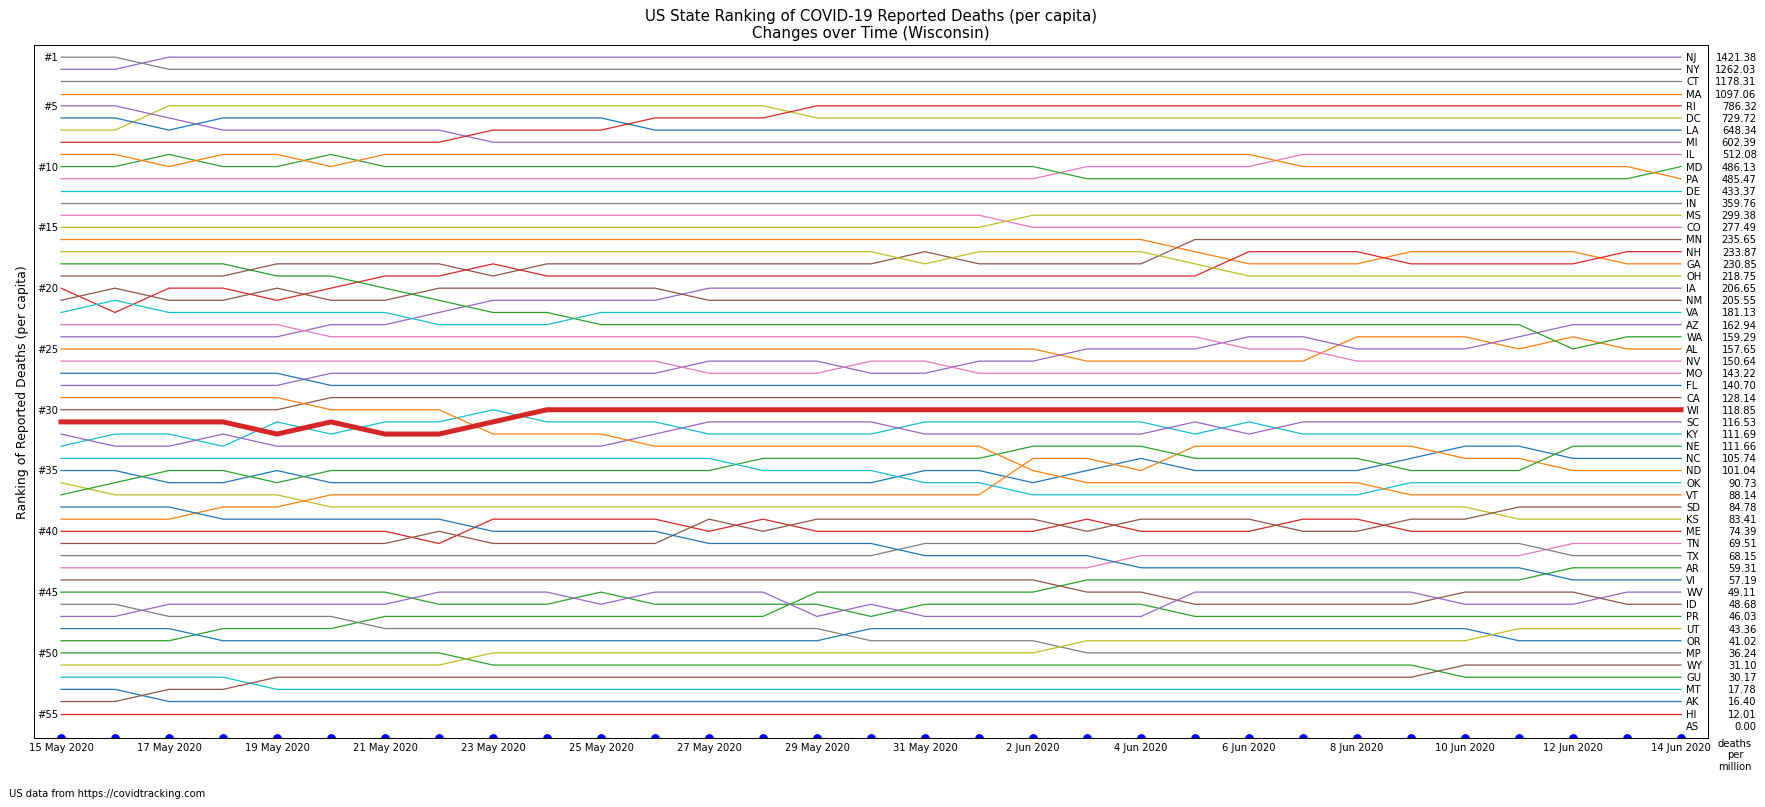 US State Ranking of COVID-19 Reported Deaths (per capita)
Changes over Time (Wisconsin)
Ranking of Reported Deaths (per capita)
#1 NJ 1421.38
NY 1262.03
CT 1178.31
MA 1097.06
#5 RI 786.32
DC 729.72
LA 648.34
MI 602.39
IL 512.08
#10 MD 486.13
PA 485.47
DE 433.37
IN 359.76
MS 299.38
#15 CO 277.49
MN 235.65
NH 233.87
GA 230.85
OH 218.75
#20 IA 206.65
NM 205.55
VA 181.13
AZ 162.94
WA 159.29
#25 AL 157.65
NV 150.64
MO 143.22
FL 140.70
CA 128.14
#30 WI 118.85
SC 116.53
KY 111.69
NE 111.66
NC 105.74
#35 ND 101.04
OK 90.73
VT 88.14
SD 84.78
KS 83.41
#40 ME 74.39
TN 69.51
TX 68.15
AR 59.31
VI 57.19
#45 WV 49.11
ID 48.68
PR 46.03
UT 43.36
OR 41.02
#50 MP 36.24
WY 31.10
GU 30.17
MT 17.78
AK 16.40
#55 HI 12.01
AS 0.00
15 May 2020 17 May 2020 19 May 2020 21 May 2020 23 May 2020 25 May 2020 27 May 2020 29 May 2020 31 May 2020 2 Jun 2020 4 Jun 2020 6 Jun 2020 8 Jun 2020 10 Jun 2020 12 Jun 2020 14 Jun 2020
deaths
per
million
US data from https://covidtracking.com